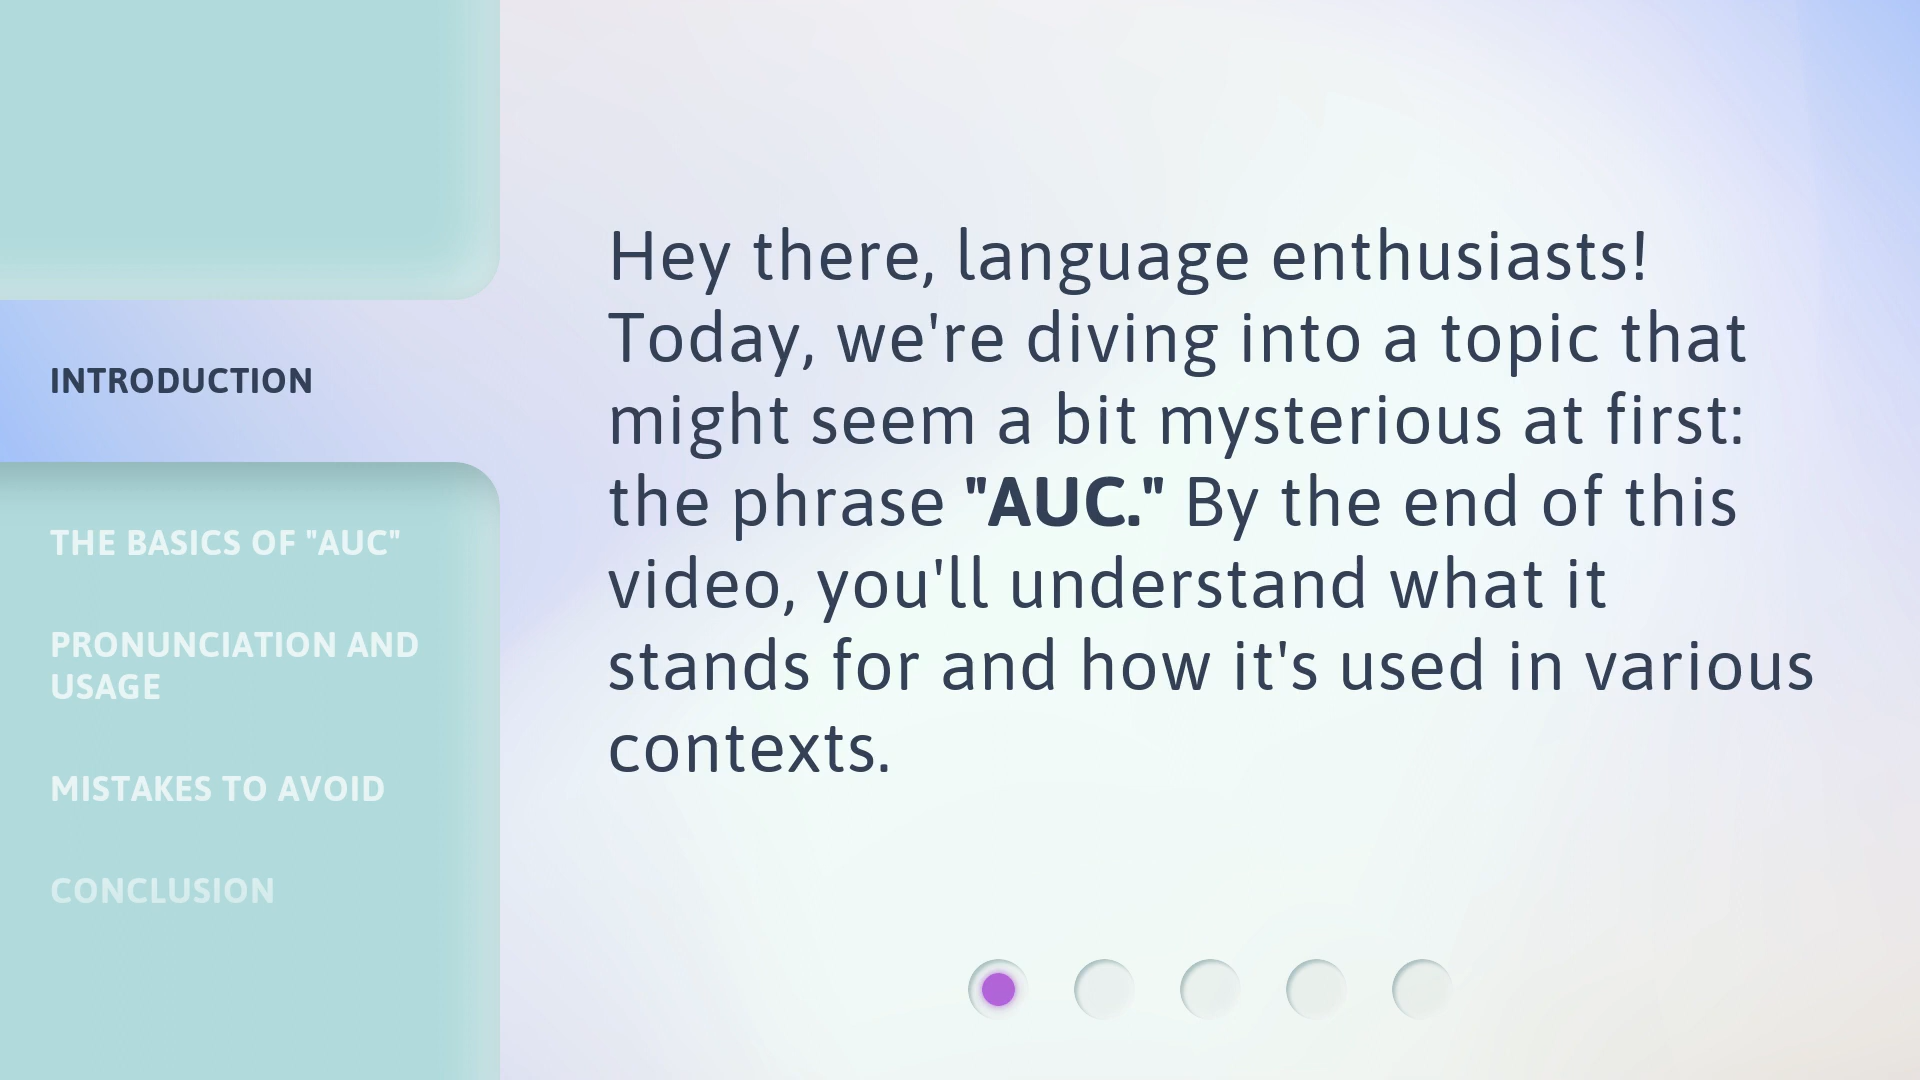 INTRODUCTION
THE BASICS OF "AUC"
PRONUNCIATION AND
USAGE
MISTAKES TO AVOID
CONCLUSION
Hey there, language enthusiasts!
Today, we're diving into a topic that
might seem a bit mysterious at first:
the phrase "AUC." By the end of this
video, you'll understand what it
stands for and how it's used in various
contexts.